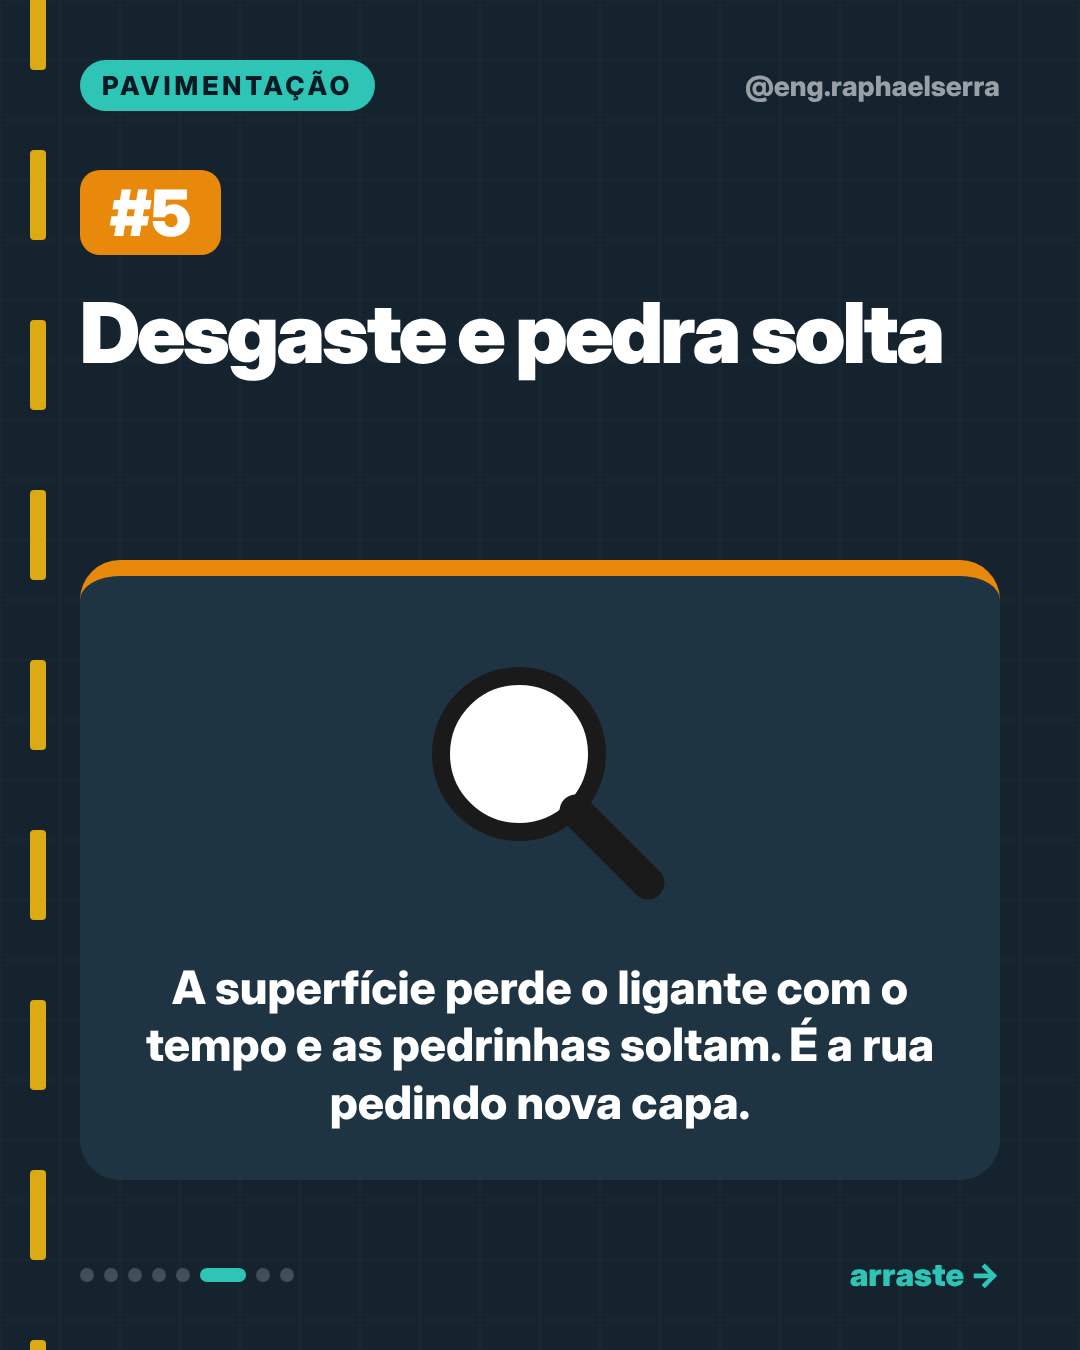 PAVIMENTAÇÃO
@eng.raphaelserra
#5
Desgaste e pedra solta
A superfície perde o ligante com o
tempo e as pedrinhas soltam. É a rua
pedindo nova capa.
arraste →